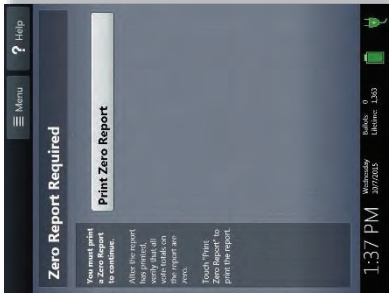 Menu
? Help
Zero Report Required
You must print
a Zero Report
to continue.
After the report
has printed,
verify that all
vote totals on
the report are
zero.
Touch "Print
Zero Report" to
print the report.
Print Zero Report
1:37 PM
Wednesday
20/7/2015
Ballots 0
Lifetime: 1,363